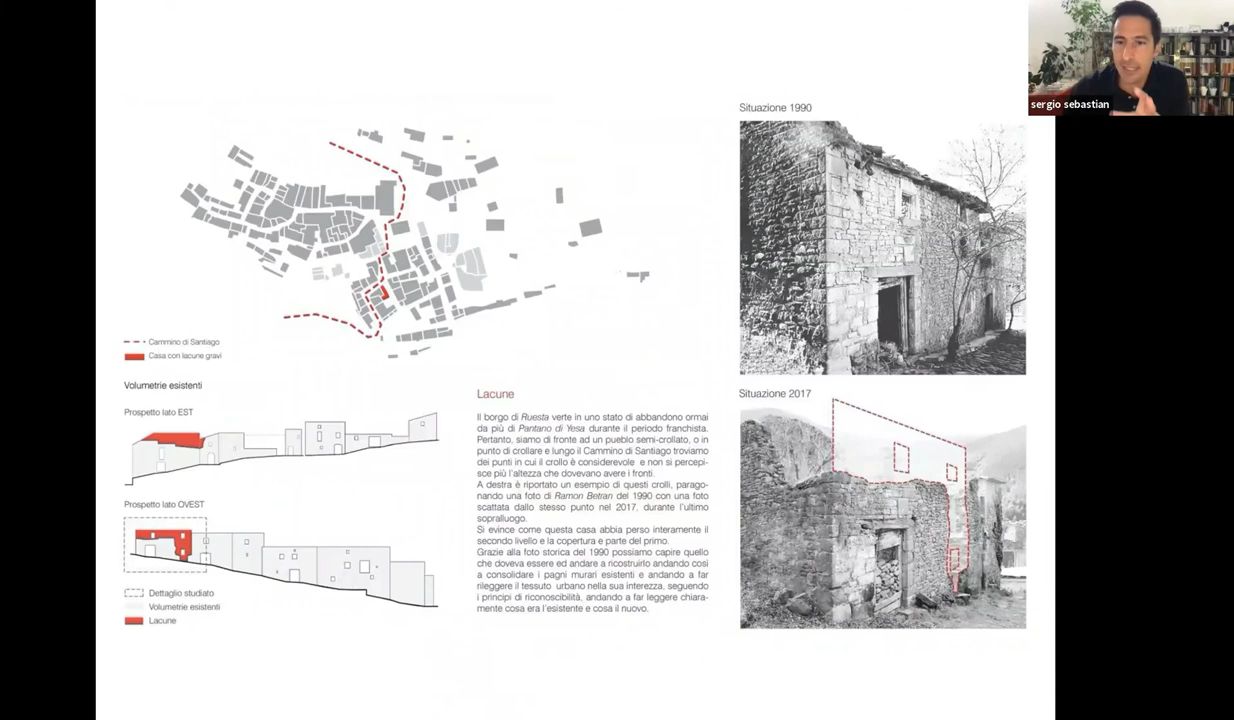 sergio sebastian
Situazione 1990
Cammino di Santiago
Casa con lacune gravi
Volumetrie esistenti
Prospetto lato EST
Prospetto lato OVEST
Dettaglio studiato
Volumetrie esistenti
Lacune
Lacune
Il borgo di Ruesta verte in uno stato di abbandono ormai
da più di Pantano di Yesa durante il periodo franchista.
Pertanto, siamo di fronte ad un pueblo semi-crollato, o in
punto di crollare e lungo il Cammino di Santiago troviamo
dei punti in cui il crollo è considerevole e non si percepi-
sce più l'altezza che dovevano avere i fronti.
A destra è riportato un esempio di questi crolli, parago-
nando una foto di Ramon Betran del 1990 con una foto
scattata dallo stesso punto nel 2017, durante l'ultimo
sopralluogo.
Si evince come questa casa abbia perso interamente il
secondo livello e la copertura e parte del primo.
Grazie alla foto storica del 1990 possiamo capire quello
che doveva essere ed andare a ricostruirlo andando così
a consolidare i pagni murari esistenti e andando a far
rileggere il tessuto urbano nella sua interezza, seguendo
i principi di riconoscibilità, andando a far leggere chiara-
mente cosa era l'esistente e cosa il nuovo.
Situazione 2017